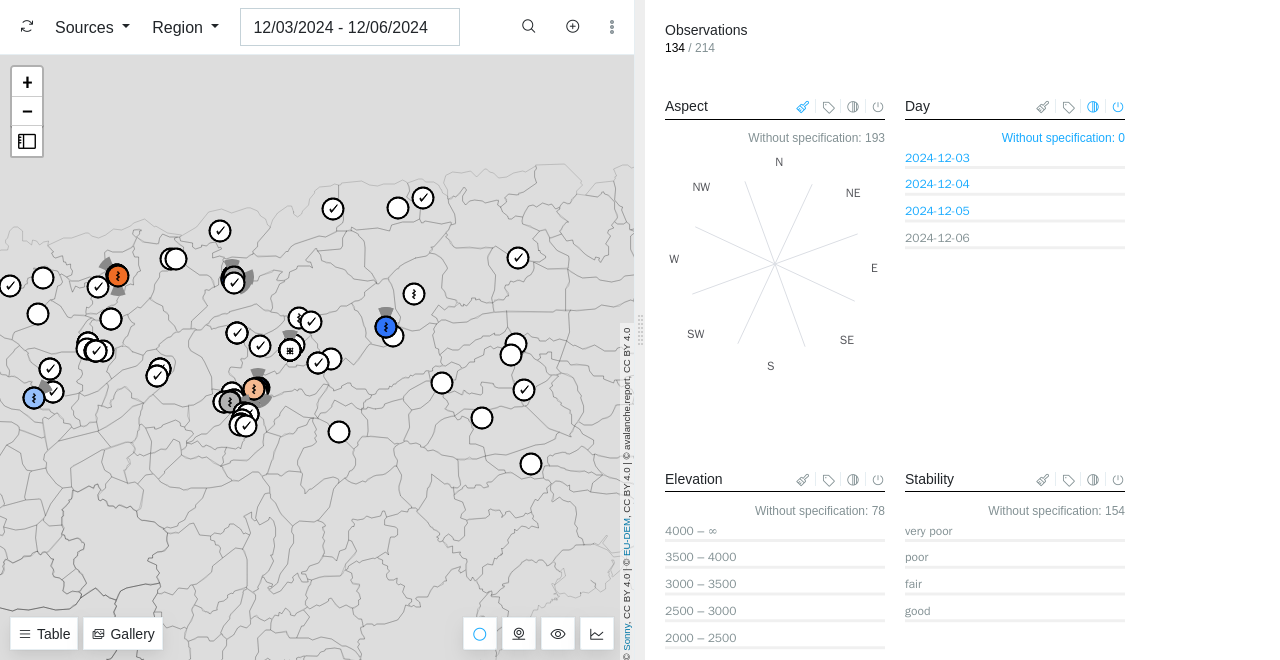 Sources
Region
12/03/2024 - 12/06/2024
+
−
© Sonny, CC BY 4.0 | © EU-DEM, CC BY 4.0 | © avalanche.report, CC BY 4.0
Table
Gallery
Observations
134 / 214
Aspect
Without specification: 193
N
NE
E
SE
S
SW
W
NW
Day
Without specification: 0
2024-12-03
2024-12-04
2024-12-05
2024-12-06
Elevation
Without specification: 78
4000 – ∞
3500 – 4000
3000 – 3500
2500 – 3000
2000 – 2500
Stability
Without specification: 154
very poor
poor
fair
good